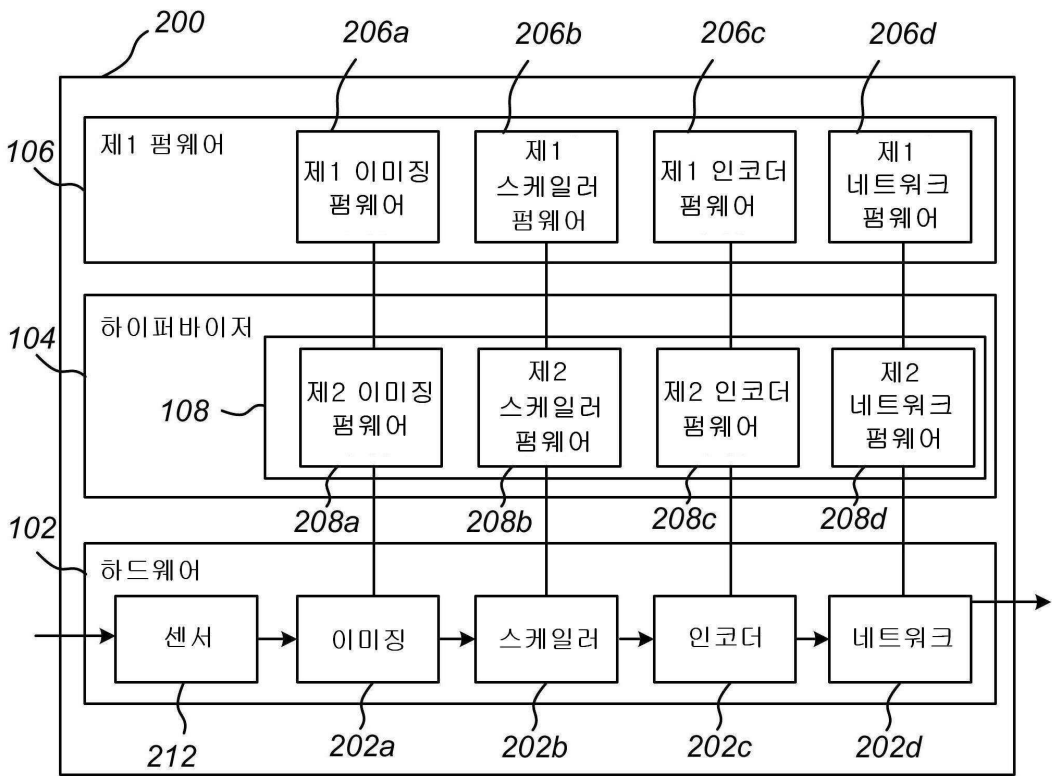 200
206a
206b
206c
206d
106
제1 펌웨어
제1 이미징
펌웨어
제1
스케일러
펌웨어
제1 인코더
펌웨어
제1
네트워크
펌웨어
104
하이퍼바이저
108
제2 이미징
펌웨어
제2
스케일러
펌웨어
제2 인코더
펌웨어
제2
네트워크
펌웨어
208a
208b
208c
208d
102
하드웨어
센서
이미징
스케일러
인코더
네트워크
212
202a
202b
202c
202d